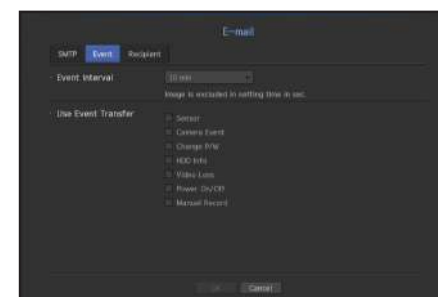 E-mail
SMTP Event Recipient
Event Interval 10 min
Image is excluded in setting time in sec.
Use Event Transfer
Sensor
Camera Event
Change P/W
HDD Info
Video Loss
Power On/Off
Manual Record
OK Cancel